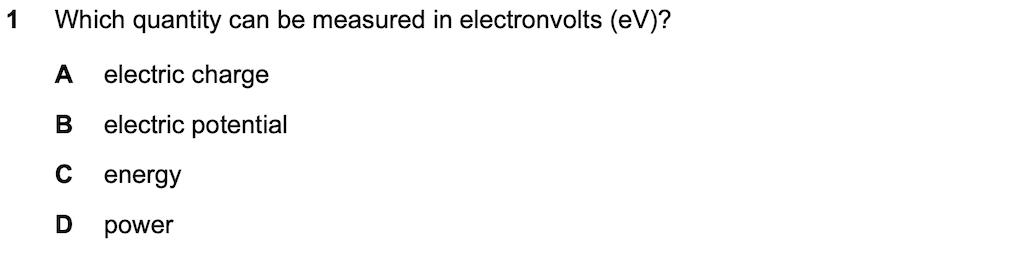 1 Which quantity can be measured in electronvolts (eV)?
A electric charge
B electric potential
C energy
D power